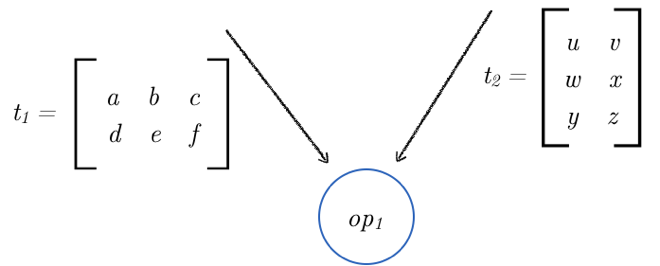 t₁ =
a b c
d e f
t₂ =
u v
w x
y z
op₁